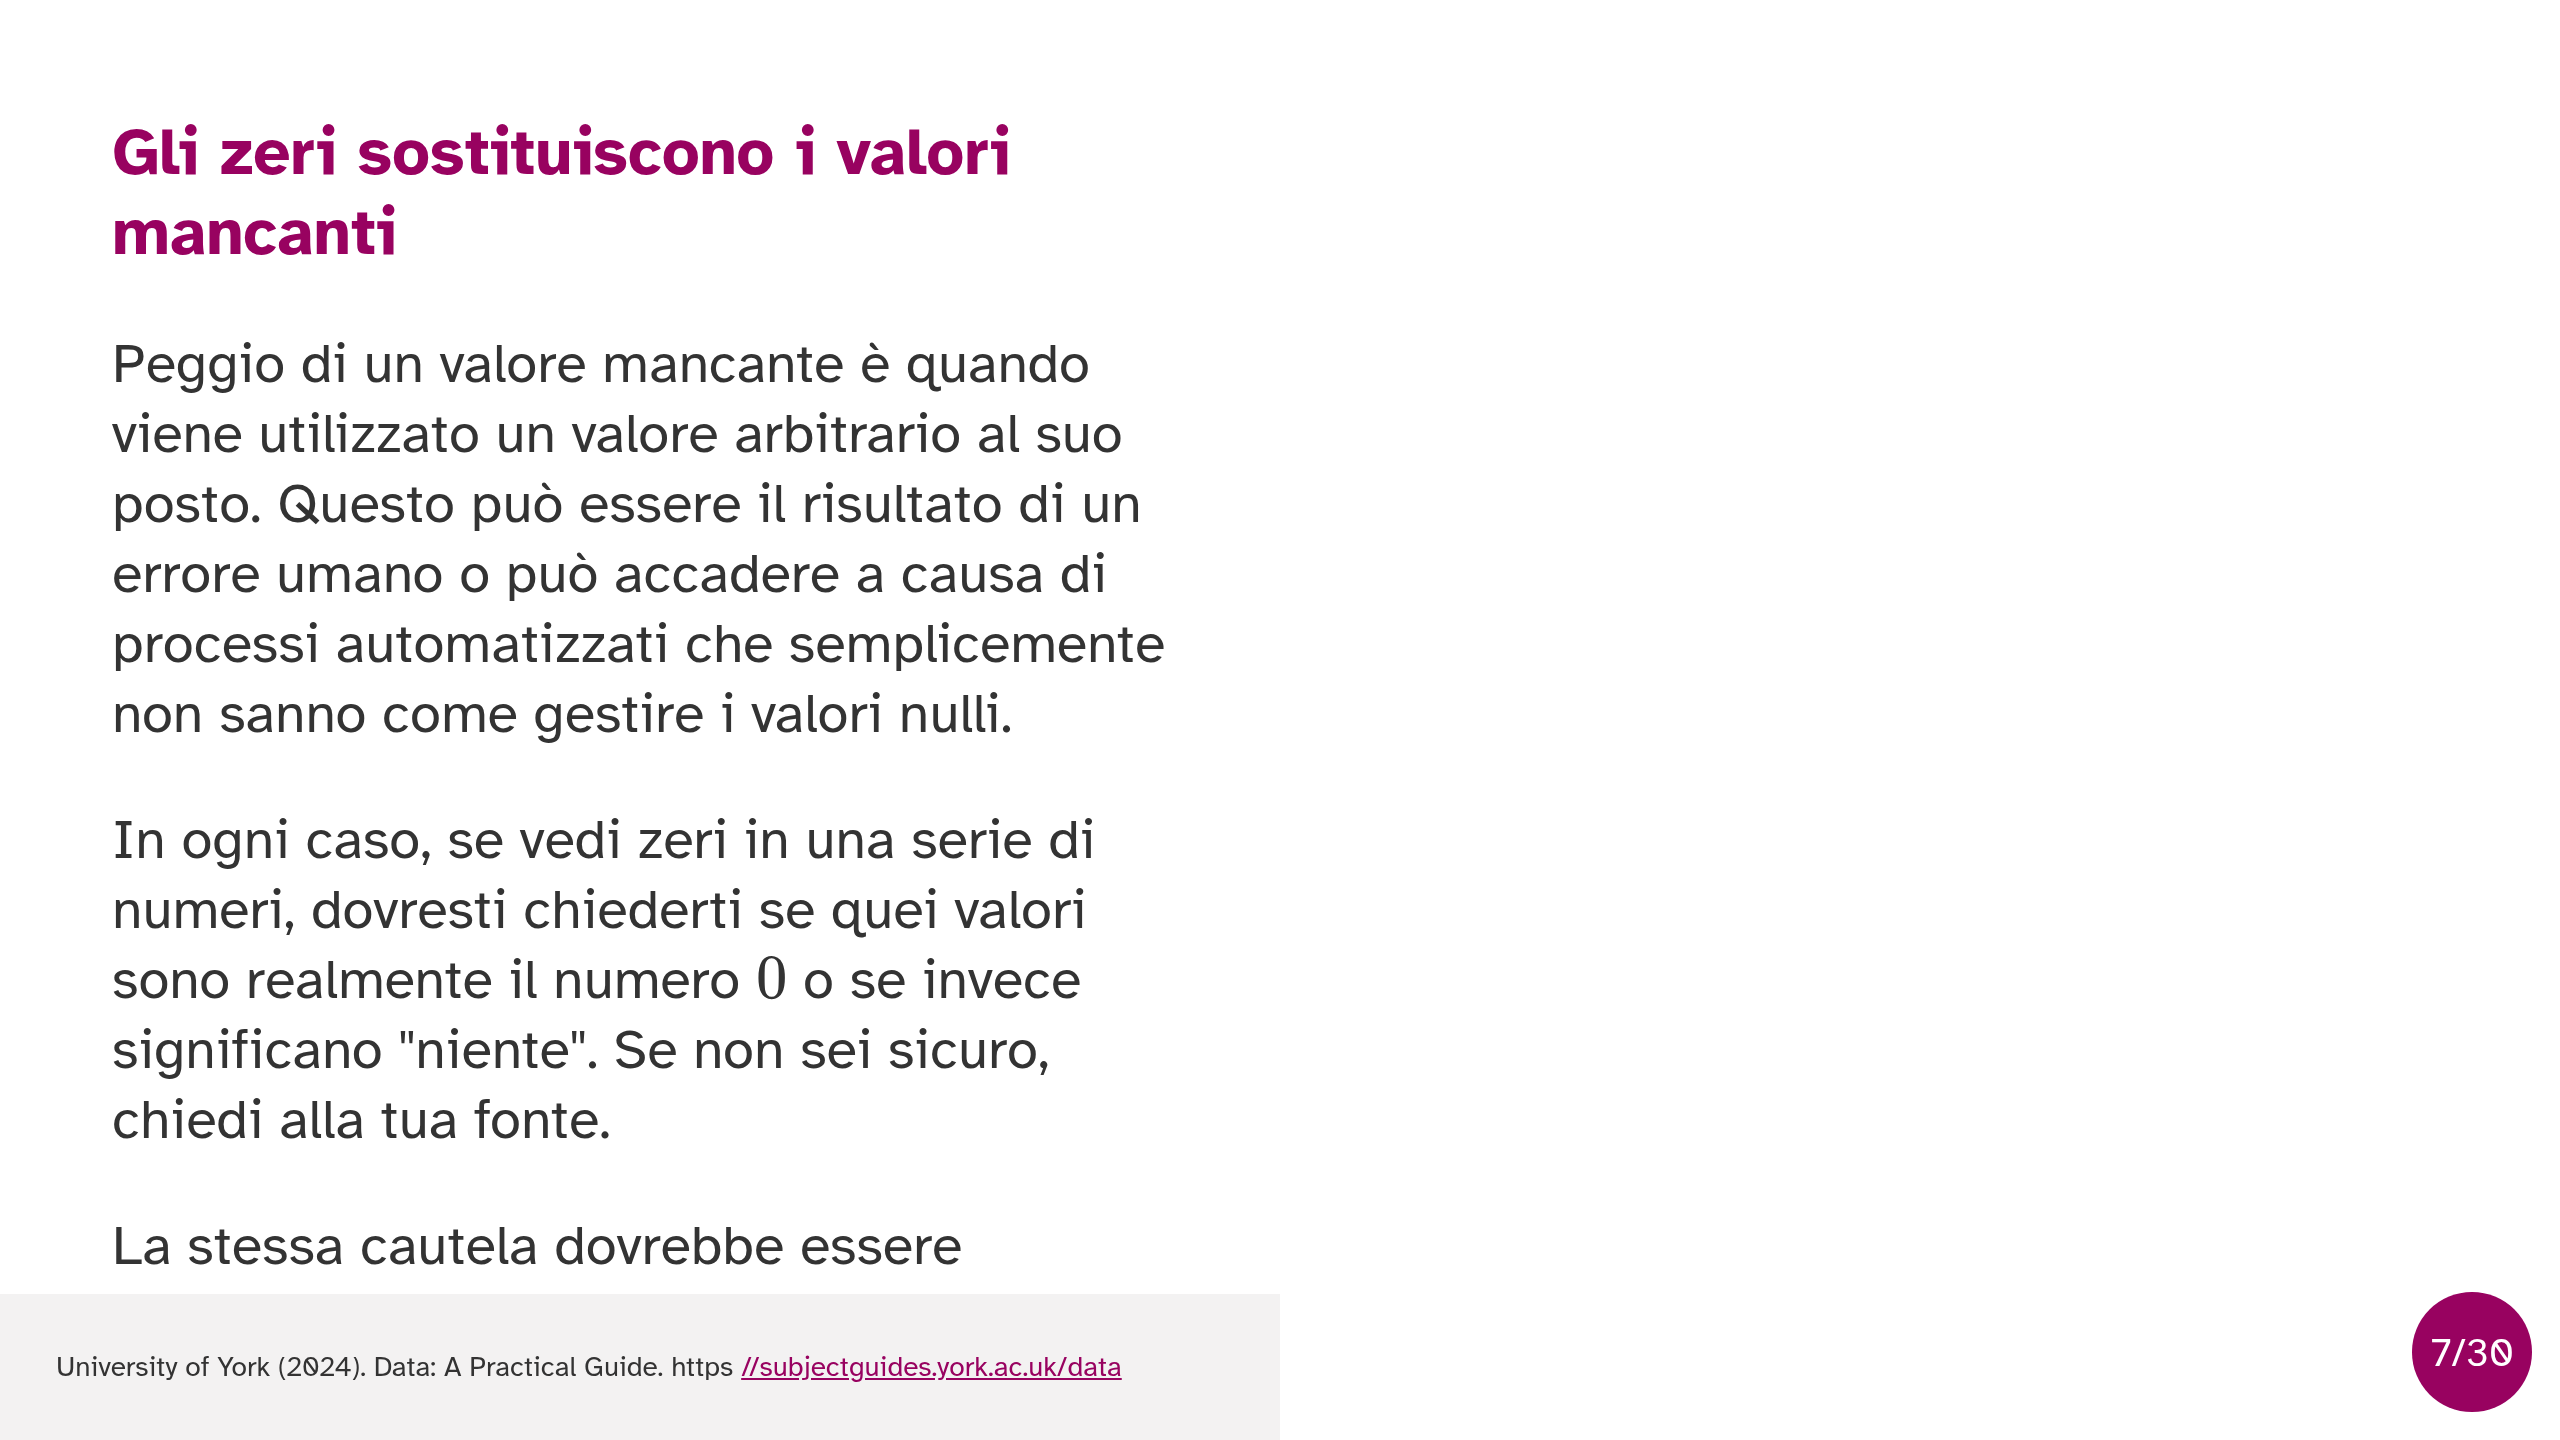 Gli zeri sostituiscono i valori
mancanti
Peggio di un valore mancante è quando
viene utilizzato un valore arbitrario al suo
posto. Questo può essere il risultato di un
errore umano o può accadere a causa di
processi automatizzati che semplicemente
non sanno come gestire i valori nulli.
In ogni caso, se vedi zeri in una serie di
numeri, dovresti chiederti se quei valori
sono realmente il numero 0 o se invece
significano "niente". Se non sei sicuro,
chiedi alla tua fonte.
La stessa cautela dovrebbe essere
University of York (2024). Data: A Practical Guide. https //subjectguides.york.ac.uk/data
7/30